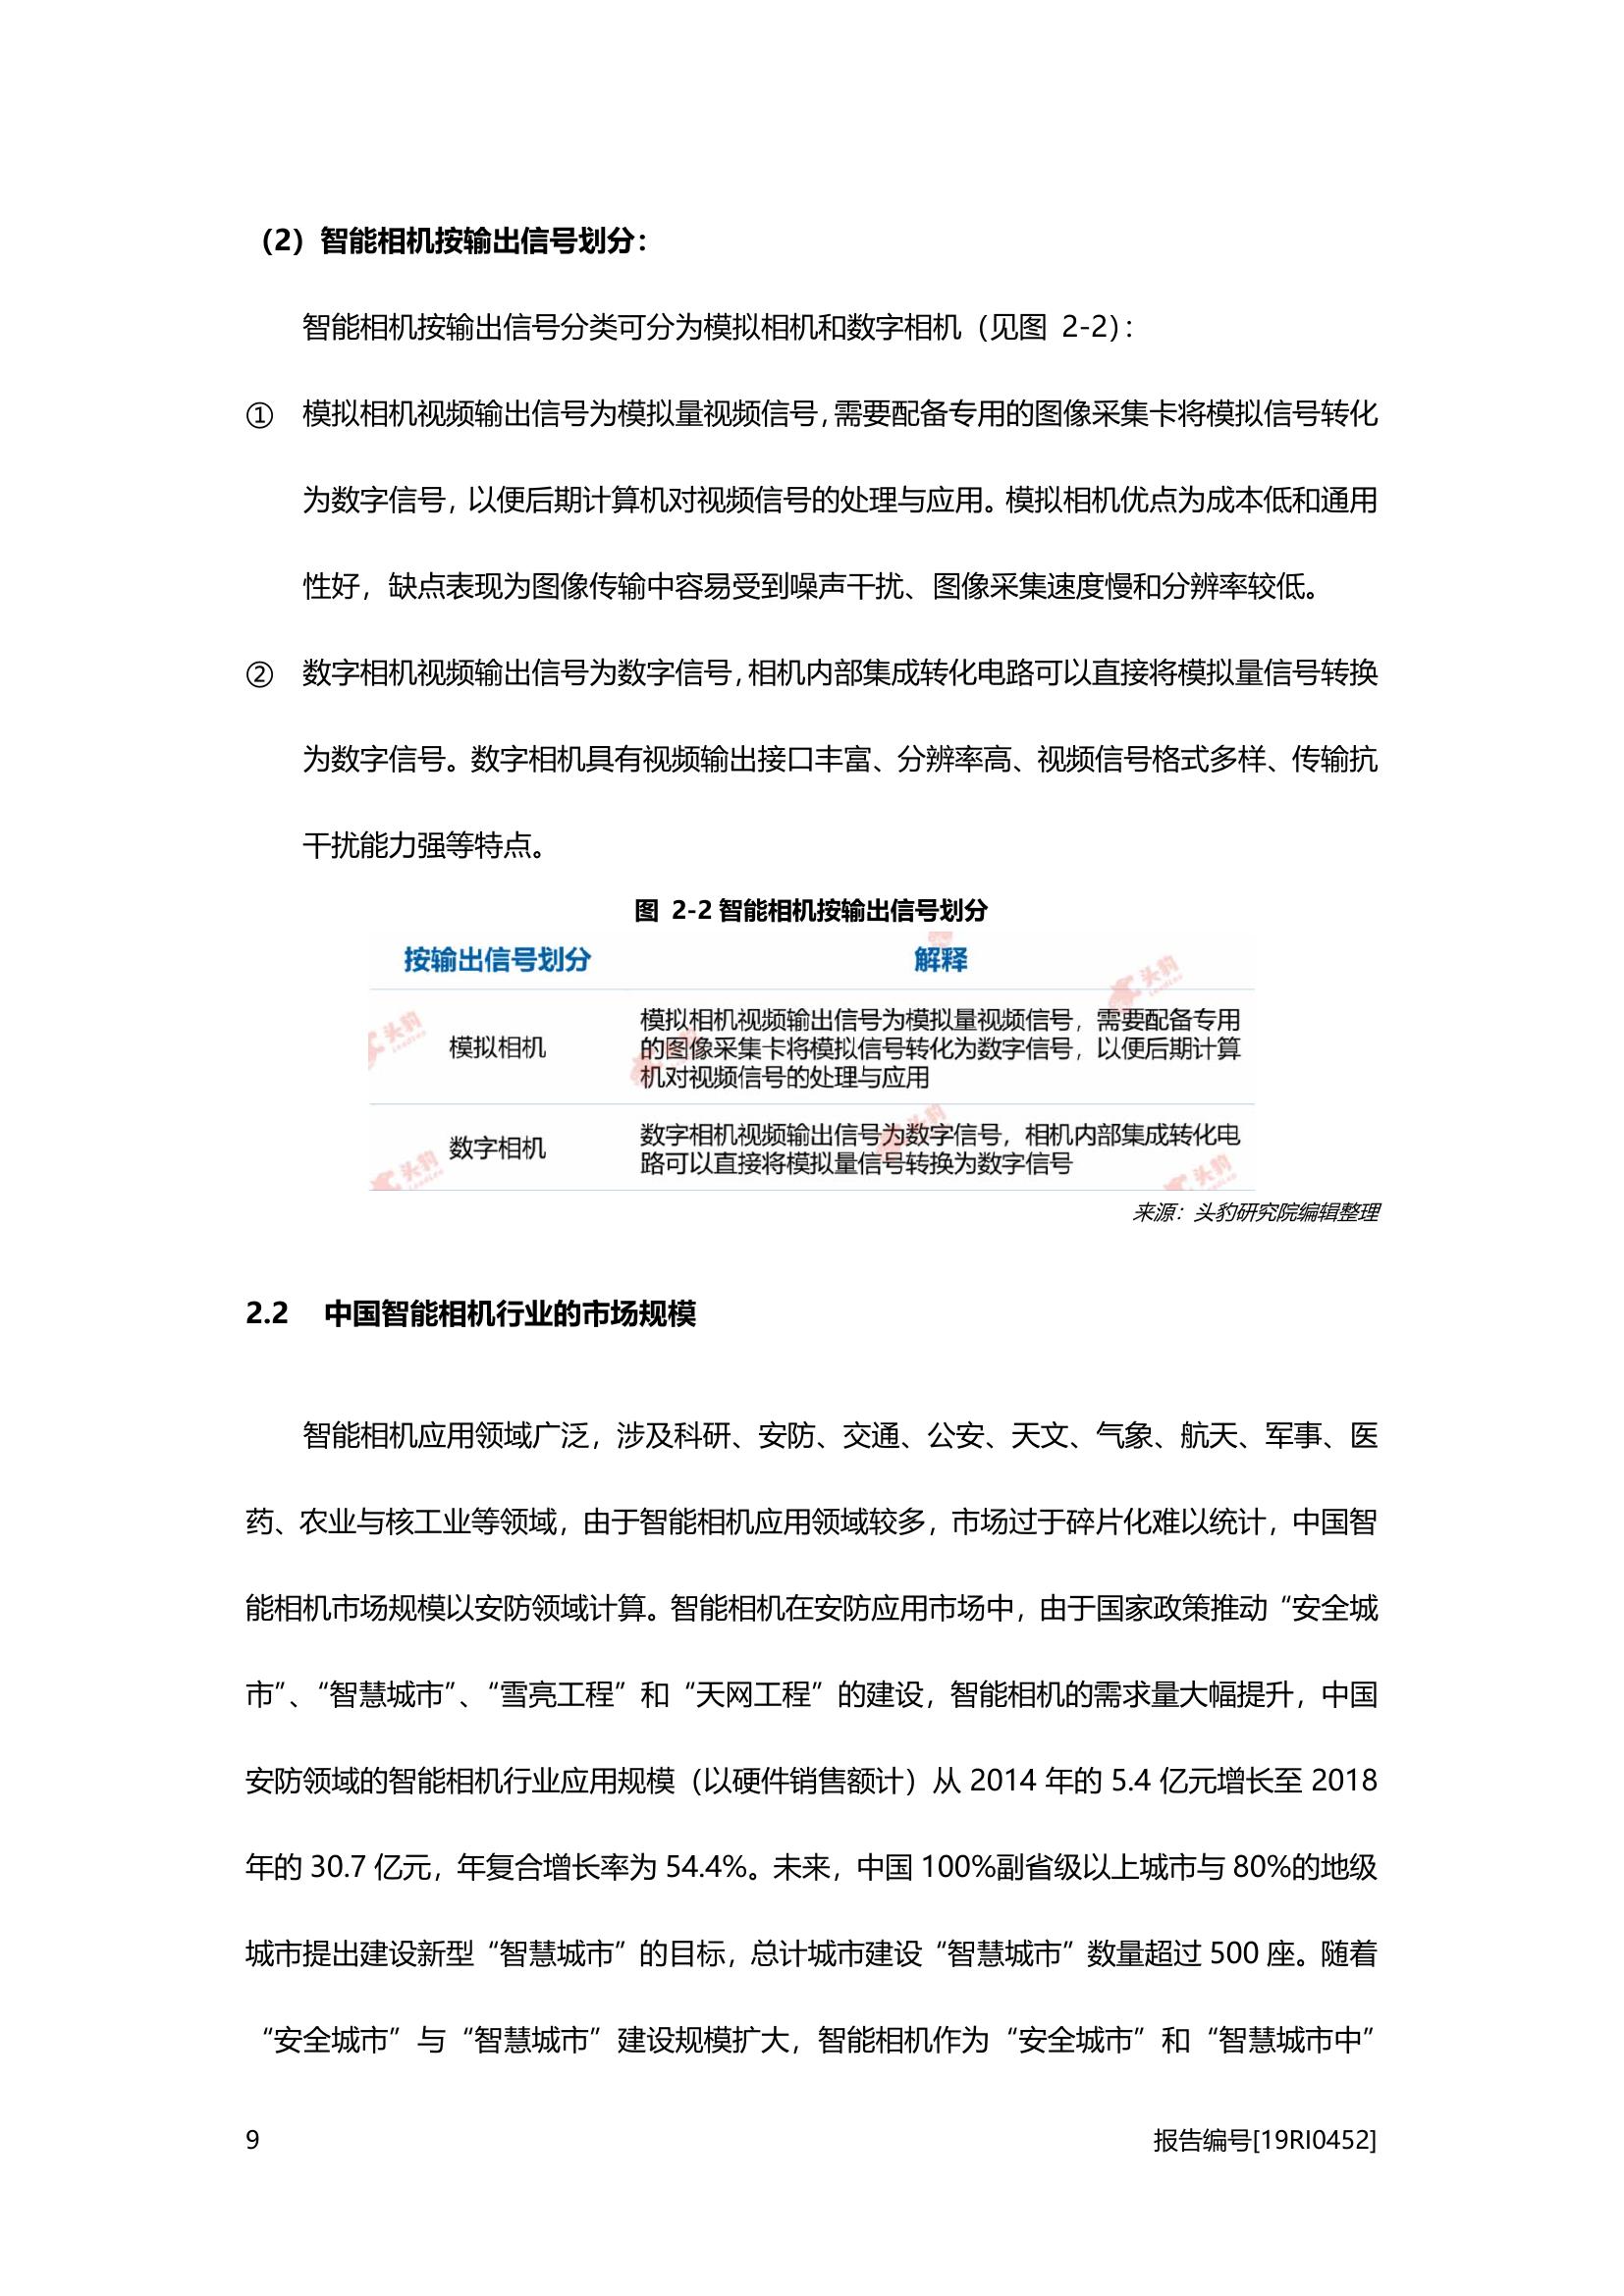 （2）智能相机按输出信号划分：
智能相机按输出信号分类可分为模拟相机和数字相机（见图 2-2）：
① 模拟相机视频输出信号为模拟量视频信号，需要配备专用的图像采集卡将模拟信号转化
为数字信号，以便后期计算机对视频信号的处理与应用。模拟相机优点为成本低和通用
性好，缺点表现为图像传输中容易受到噪声干扰、图像采集速度慢和分辨率较低。
② 数字相机视频输出信号为数字信号，相机内部集成转化电路可以直接将模拟量信号转换
为数字信号。数字相机具有视频输出接口丰富、分辨率高、视频信号格式多样、传输抗
干扰能力强等特点。
图 2-2 智能相机按输出信号划分
按输出信号划分 解释
模拟相机视频输出信号为模拟量视频信号，需要配备专用
模拟相机 的图像采集卡将模拟信号转化为数字信号，以便后期计算
机对视频信号的处理与应用
数字相机 数字相机视频输出信号为数字信号，相机内部集成转化电
路可以直接将模拟量信号转换为数字信号
头豹
头豹
头豹
头豹
头豹
来源：头豹研究院编辑整理
2.2 中国智能相机行业的市场规模
智能相机应用领域广泛，涉及科研、安防、交通、公安、天文、气象、航天、军事、医
药、农业与核工业等领域，由于智能相机应用领域较多，市场过于碎片化难以统计，中国智
能相机市场规模以安防领域计算。智能相机在安防应用市场中，由于国家政策推动“安全城
市”、“智慧城市”、“雪亮工程”和“天网工程”的建设，智能相机的需求量大幅提升，中国
安防领域的智能相机行业应用规模（以硬件销售额计）从 2014 年的 5.4 亿元增长至 2018
年的 30.7 亿元，年复合增长率为 54.4%。未来，中国 100%副省级以上城市与 80%的地级
城市提出建设新型“智慧城市”的目标，总计城市建设“智慧城市”数量超过 500 座。随着
“安全城市”与“智慧城市”建设规模扩大，智能相机作为“安全城市”和“智慧城市中”
9 报告编号[19RI0452]